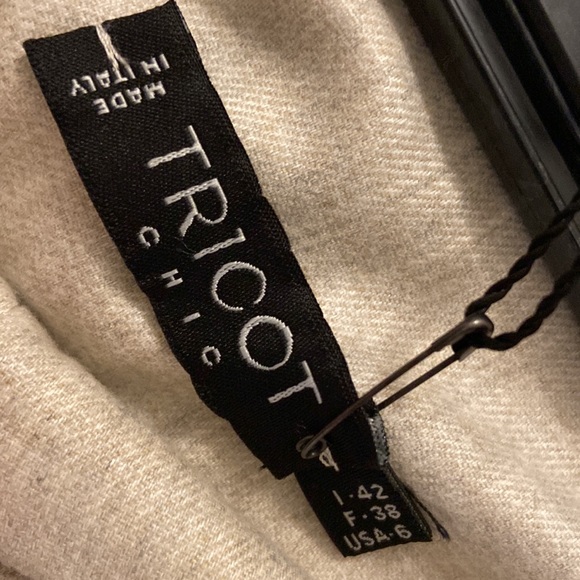 MADE
IN ITALY
TRICOT
CHIC
I·42
F·38
USA·6